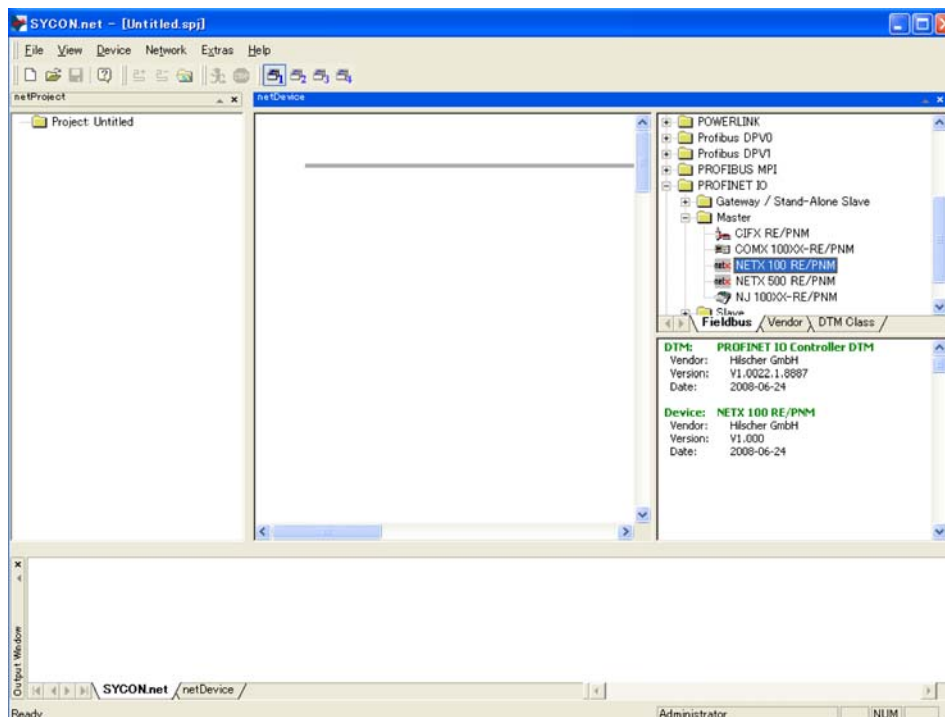 SYCON.net - [Untitled.spj]
File View Device Network Extras Help
netProject
netDevice
Project: Untitled
POWERLINK
Profibus DPV0
Profibus DPV1
PROFIBUS MPI
PROFINET IO
Gateway / Stand-Alone Slave
Master
CIFX RE/PNM
COMX 100XX-RE/PNM
NETX 100 RE/PNM
NETX 500 RE/PNM
NJ 100XX-RE/PNM
Slave
Fieldbus Vendor DTM Class
DTM: PROFINET IO Controller DTM
Vendor: Hilscher GmbH
Version: V1.0022.1.8887
Date: 2008-06-24
Device: NETX 100 RE/PNM
Vendor: Hilscher GmbH
Version: V1.000
Date: 2008-06-24
Output Window
SYCON.net netDevice
Ready Administrator NUM